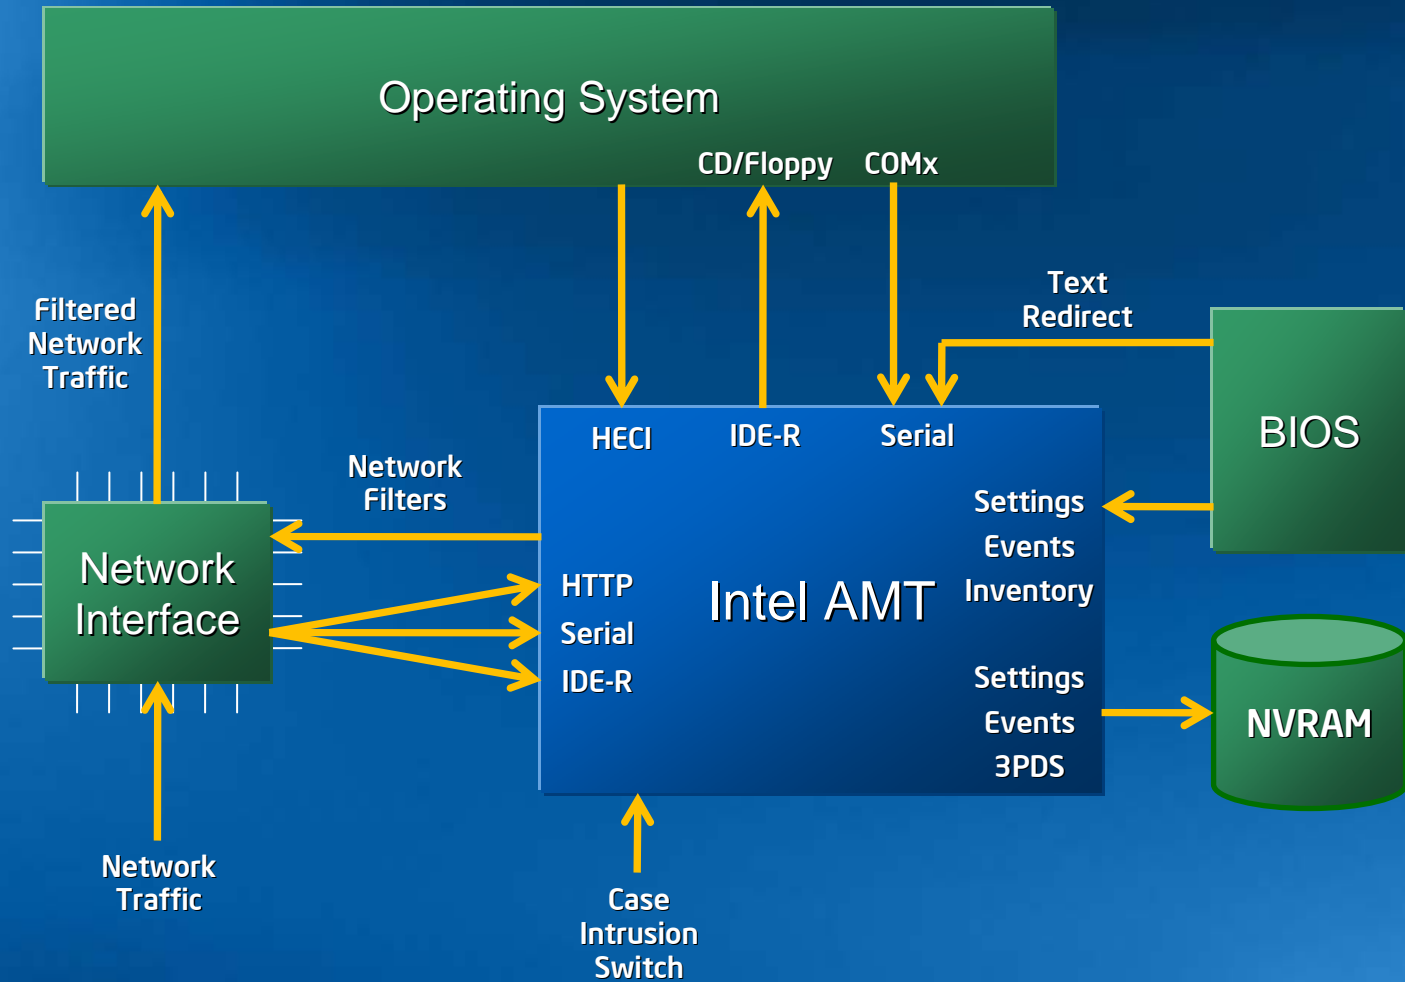 Operating System
CD/Floppy
COMx
Text
Redirect
Filtered
Network
Traffic
BIOS
HECI
IDE-R
Serial
Network
Filters
Settings
Events
Inventory
Network
Interface
HTTP
Serial
IDE-R
Intel AMT
Settings
Events
3PDS
NVRAM
Network
Traffic
Case
Intrusion
Switch